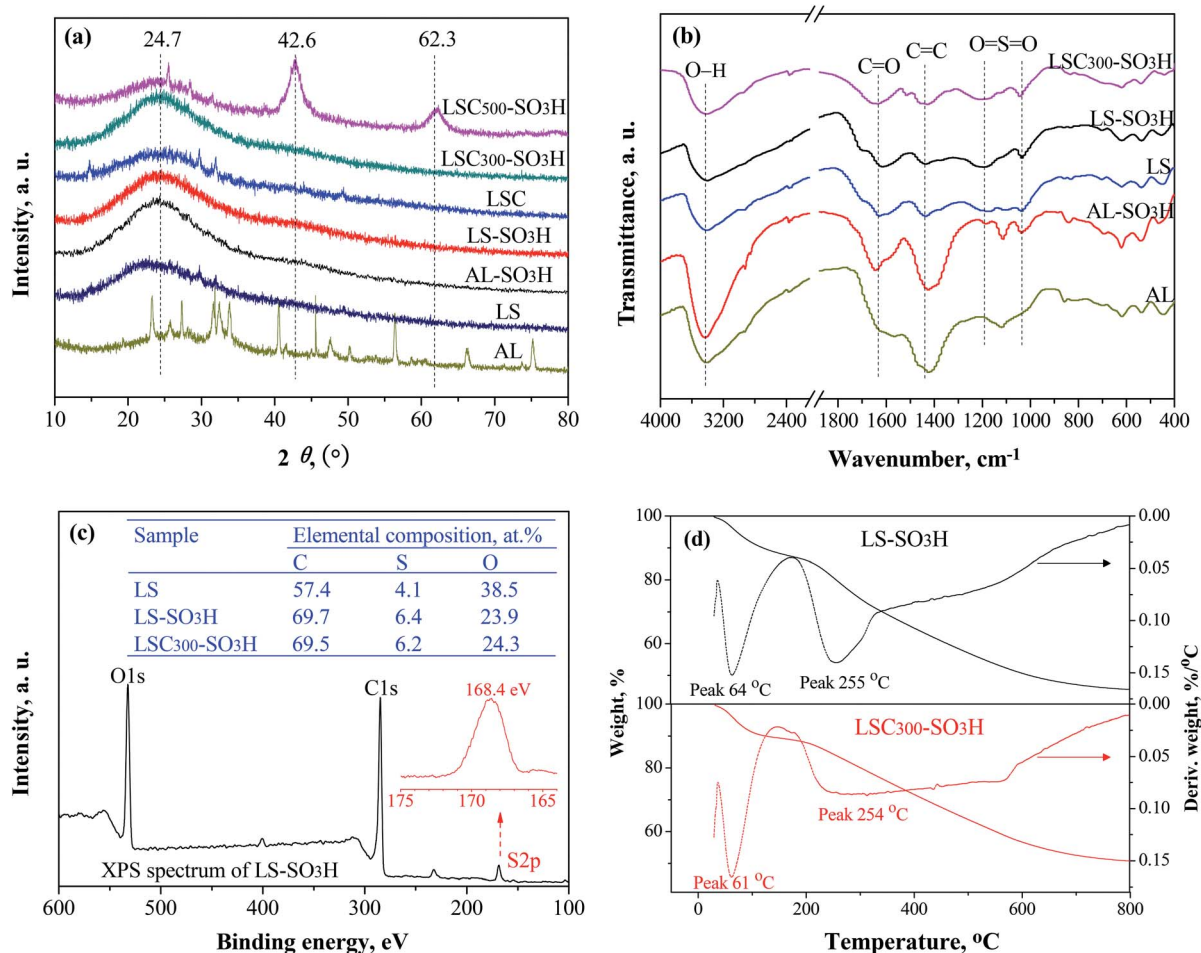 (a)
24.7 42.6 62.3
LSC500-SO3H
LSC300-SO3H
LSC
LS-SO3H
AL-SO3H
LS
AL
Intensity, a. u.
10 20 30 40 50 60 70 80
2 θ, (°)
(b)
O–H
C=O
C=C
O=S=O
LSC300-SO3H
LS-SO3H
LS
AL-SO3H
AL
Transmittance, a. u.
4000 3200 2400 1800 1600 1400 1200 1000 800 600 400
Wavenumber, cm-1
(c)
Sample Elemental composition, at.%
C S O
LS 57.4 4.1 38.5
LS-SO3H 69.7 6.4 23.9
LSC300-SO3H 69.5 6.2 24.3
O1s
C1s
168.4 eV
175 170 165
S2p
XPS spectrum of LS-SO3H
Intensity, a. u.
600 500 400 300 200 100
Binding energy, eV
(d)
LS-SO3H
Peak 64 oC
Peak 255 oC
LSC300-SO3H
Peak 254 oC
Peak 61 oC
100
80
60
100
80
60
Weight, %
0.00
0.05
0.10
0.15
0.00
0.05
0.10
0.15
Deriv. weight, %/oC
0 200 400 600 800
Temperature, oC